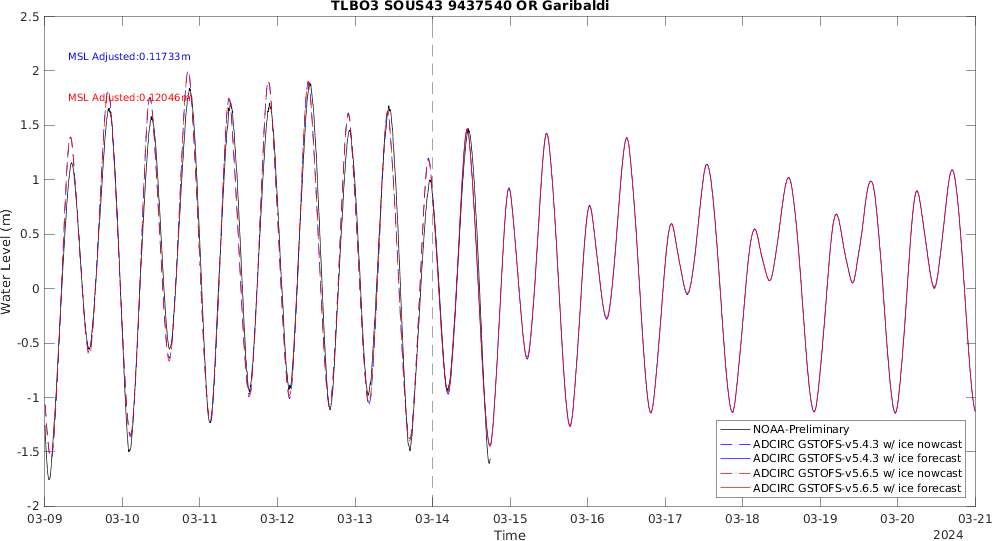 TLBO3 SOUS43 9437540 OR Garibaldi
2.5
2
1.5
1
0.5
0
-0.5
-1
-1.5
-2
Water Level (m)
MSL Adjusted:0.11733m
MSL Adjusted:0.12046m
NOAA-Preliminary
ADCIRC GSTOFS-v5.4.3 w/ ice nowcast
ADCIRC GSTOFS-v5.4.3 w/ ice forecast
ADCIRC GSTOFS-v5.6.5 w/ ice nowcast
ADCIRC GSTOFS-v5.6.5 w/ ice forecast
03-09 03-10 03-11 03-12 03-13 03-14 03-15 03-16 03-17 03-18 03-19 03-20 03-21
Time
2024